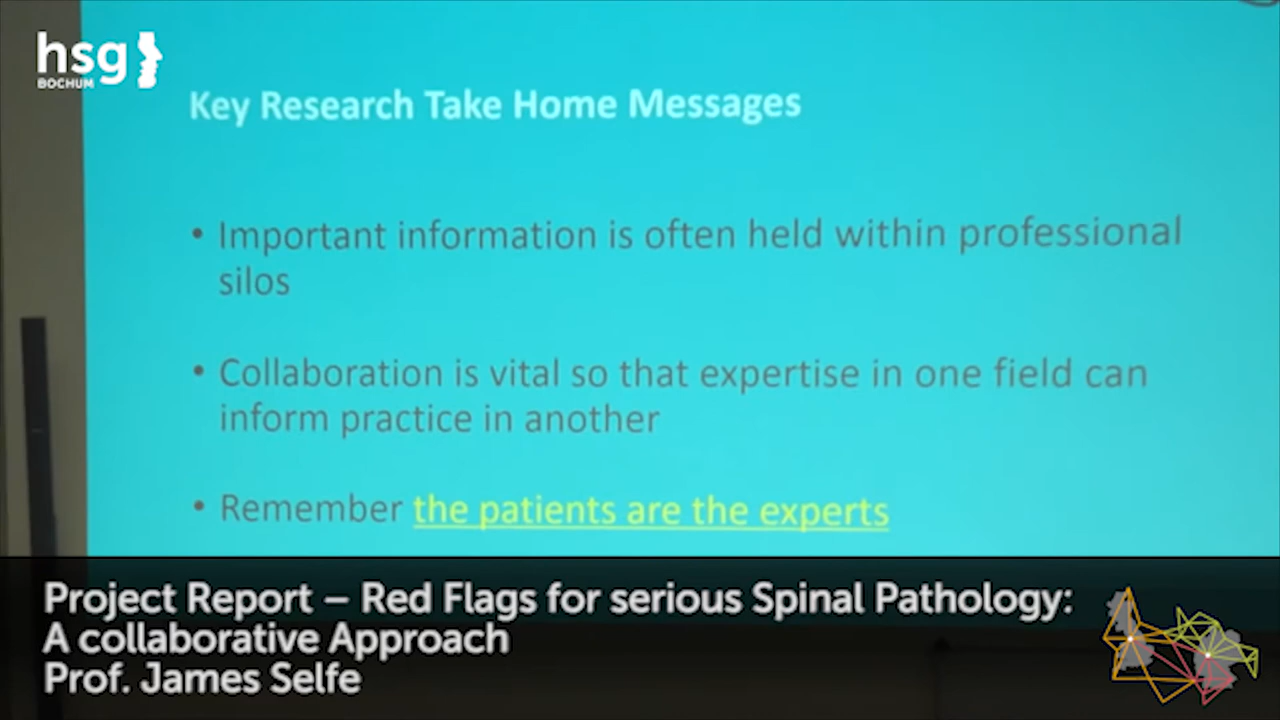 hsg
BOCHUM
Key Research Take Home Messages
• Important information is often held within professional
silos
• Collaboration is vital so that expertise in one field can
inform practice in another
• Remember the patients are the experts
Project Report – Red Flags for serious Spinal Pathology:
A collaborative Approach
Prof. James Selfe